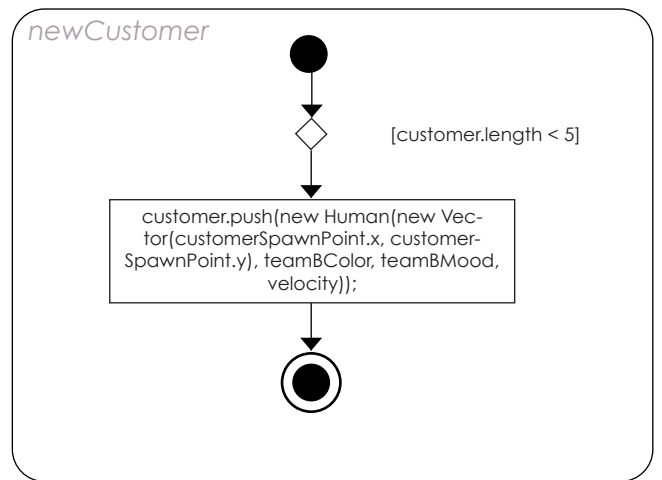 newCustomer
[customer.length < 5]
customer.push(new Human(new Vec-
tor(customerSpawnPoint.x, customer-
SpawnPoint.y), teamBColor, teamBMood,
velocity));